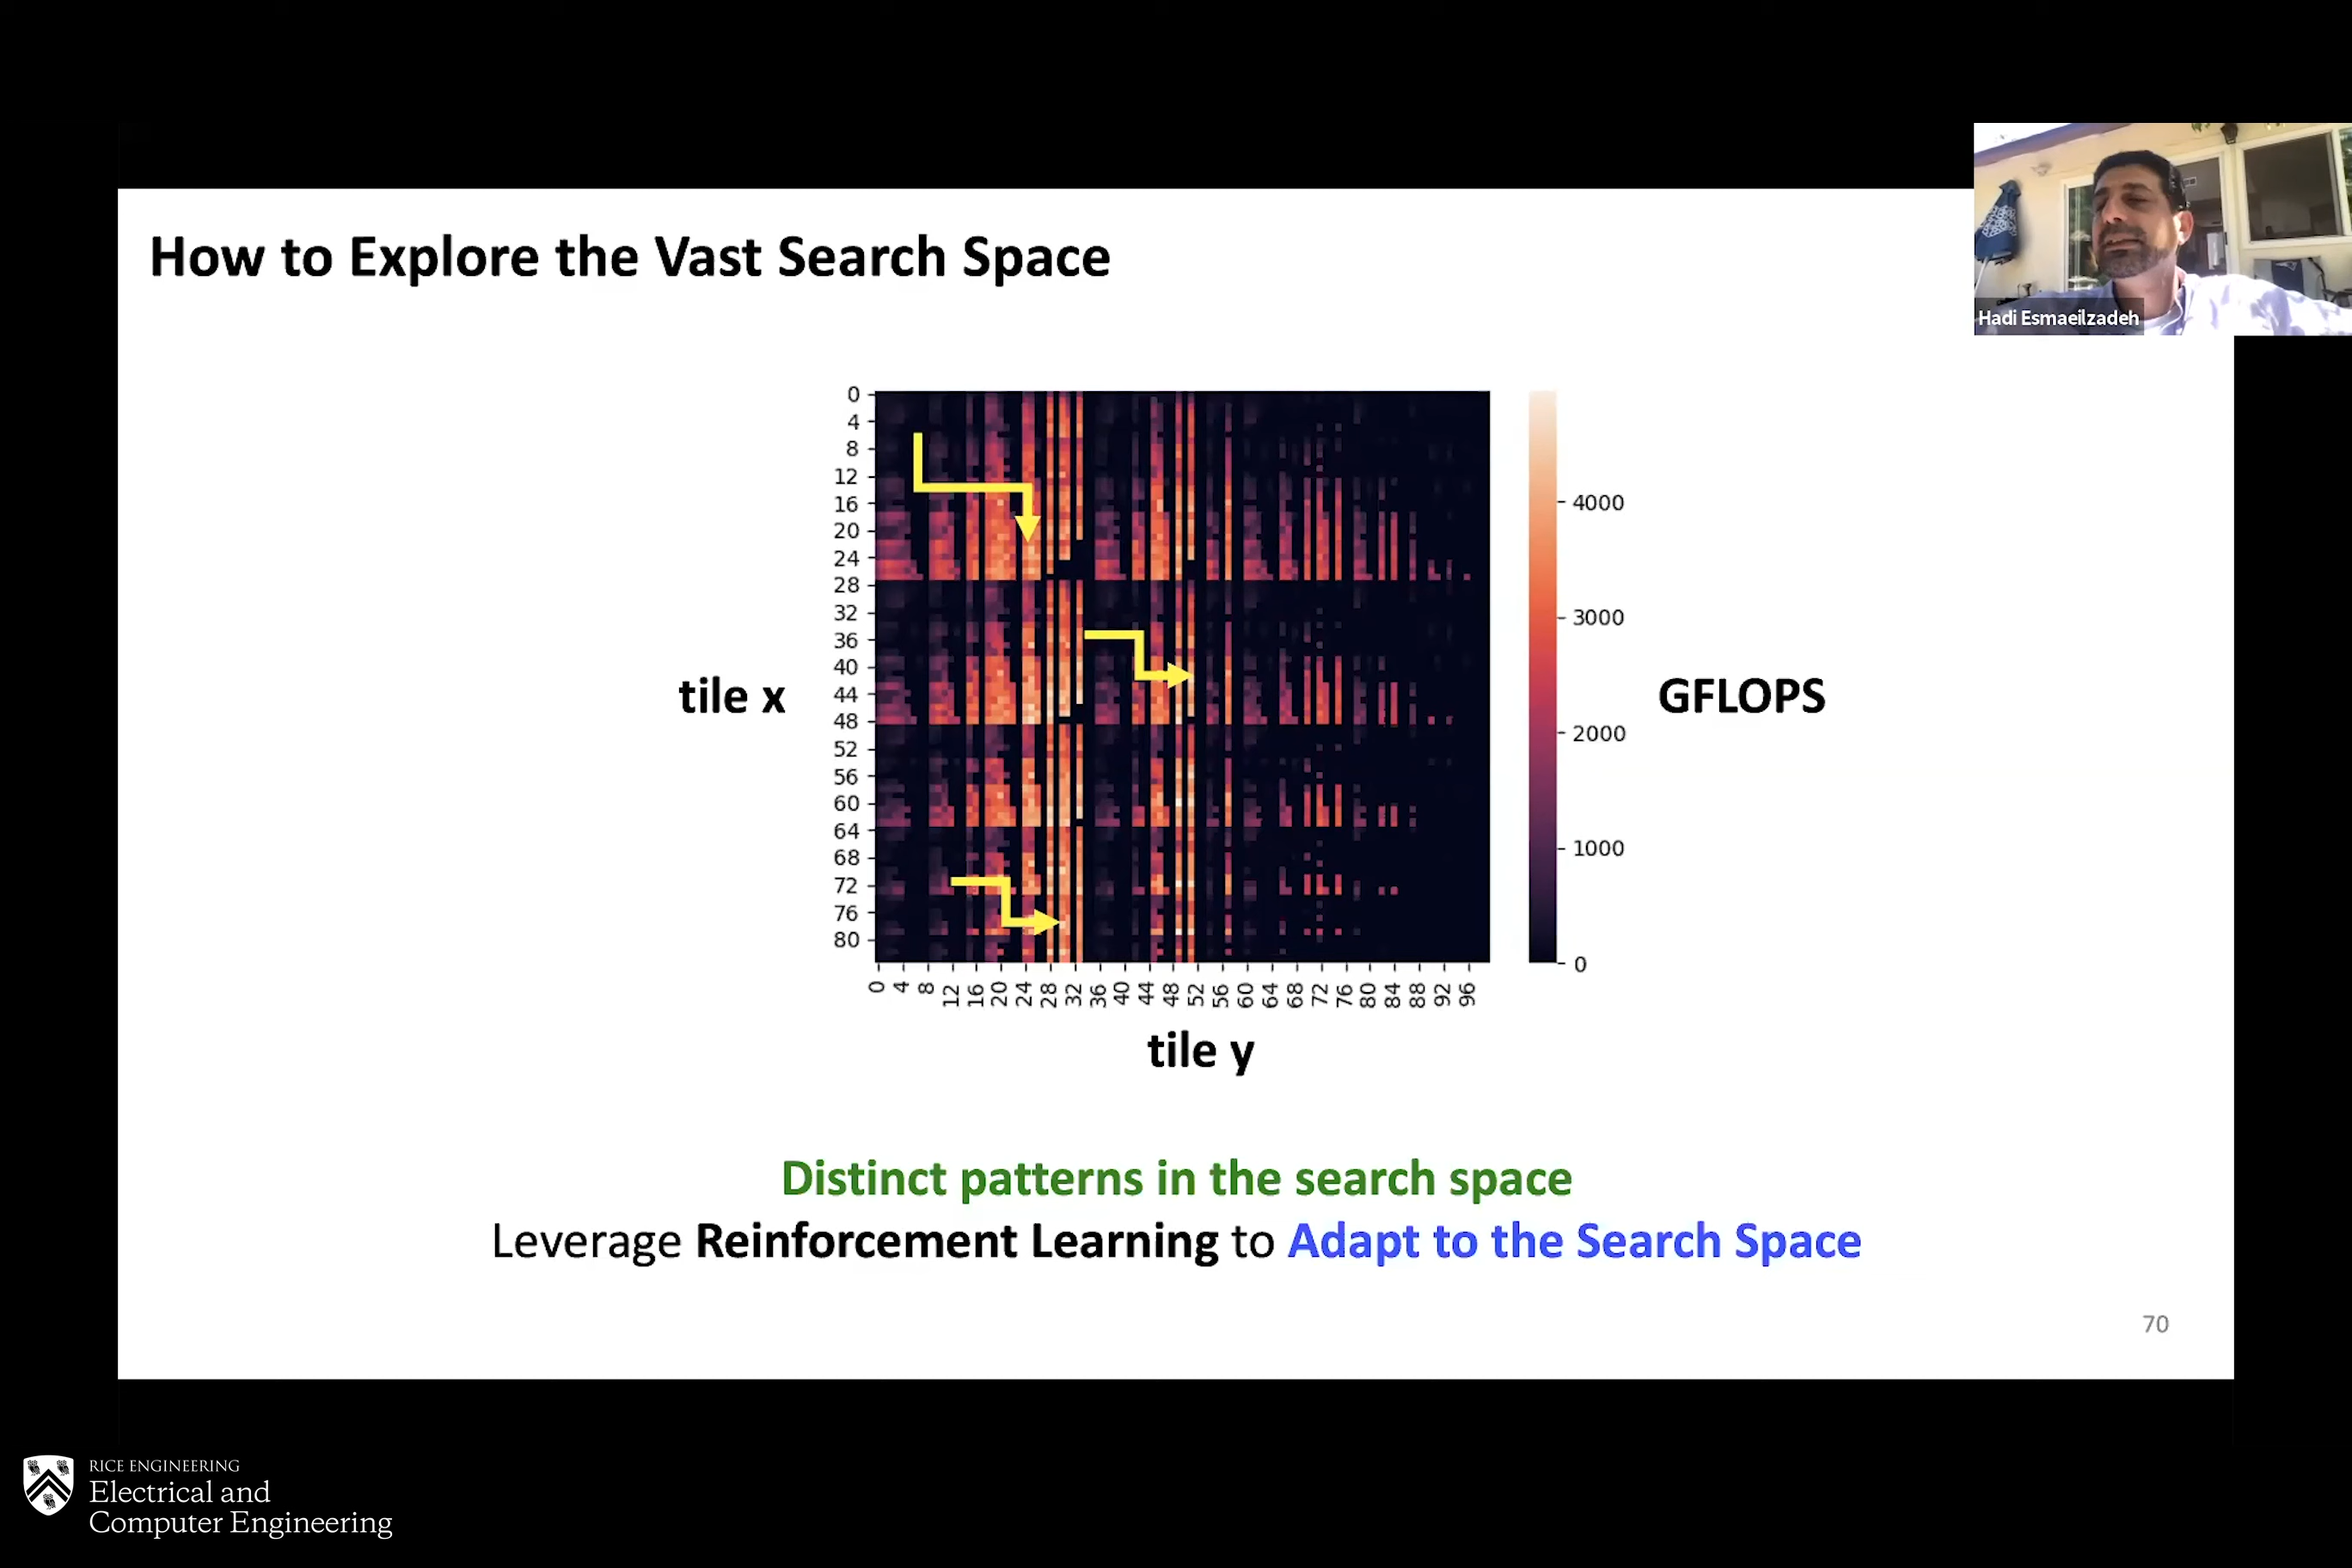 How to Explore the Vast Search Space
Hadi Esmaeilzadeh
0
4
8
12
16
20
24
28
32
36
40
44
48
52
56
60
64
68
72
76
80
tile x
0 4 8 12 16 20 24 28 32 36 40 44 48 52 56 60 64 68 72 76 80 84 88 92 96
tile y
4000
3000
2000
1000
0
GFLOPS
Distinct patterns in the search space
Leverage Reinforcement Learning to Adapt to the Search Space
70
RICE ENGINEERING
Electrical and
Computer Engineering